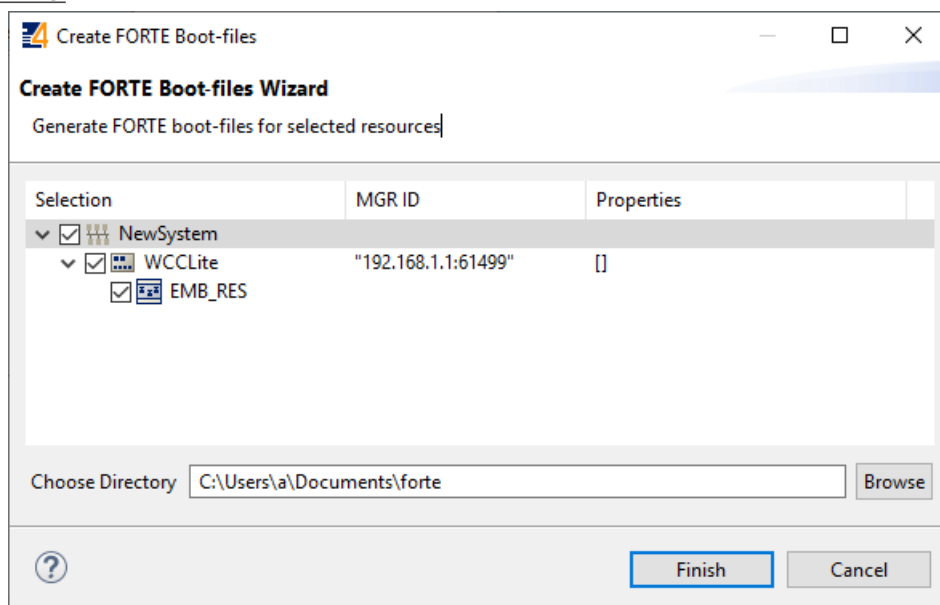 Create FORTE Boot-files
Create FORTE Boot-files Wizard
Generate FORTE boot-files for selected resources
Selection MGR ID Properties
NewSystem
WCCLite "192.168.1.1:61499" []
EMB_RES
Choose Directory C:\Users\a\Documents\forte Browse
? Finish Cancel